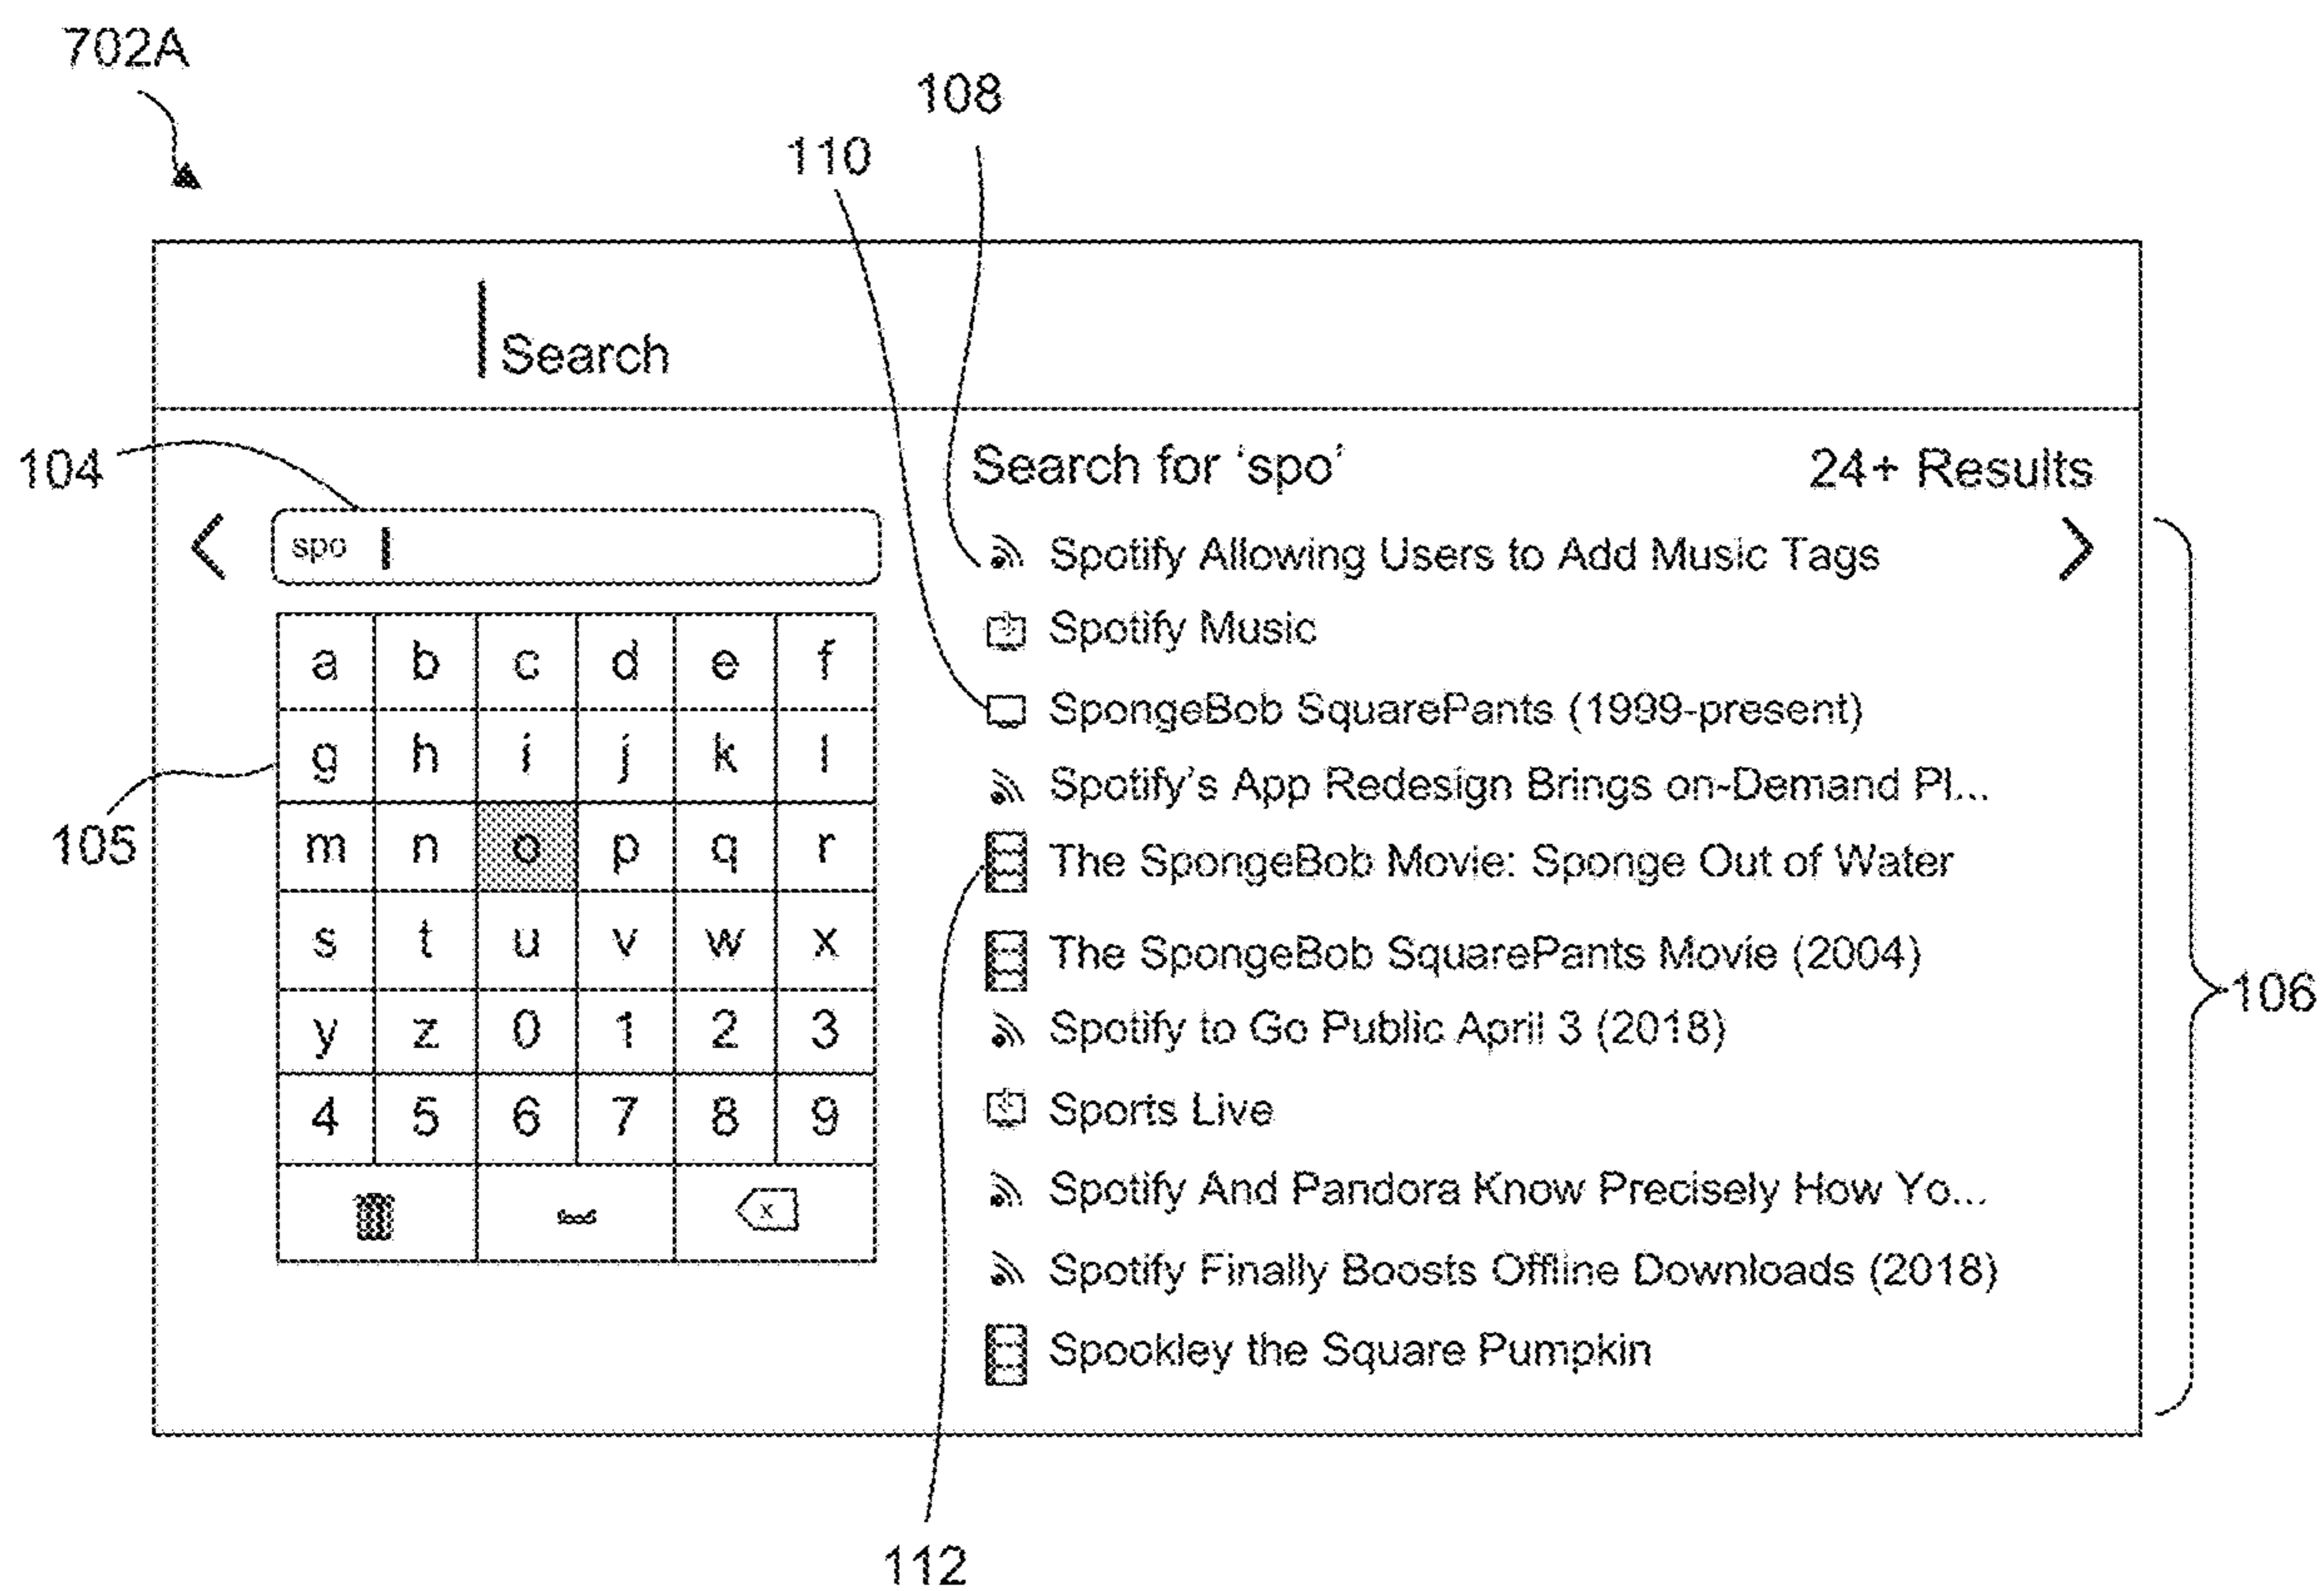 702A
108
110
Search
104
Search for 'spo'
24+ Results
spo
Spotify Allowing Users to Add Music Tags
Spotify Music
SpongeBob SquarePants (1999-present)
Spotify's App Redesign Brings on-Demand Pl...
The SpongeBob Movie: Sponge Out of Water
The SpongeBob SquarePants Movie (2004)
Spotify to Go Public April 3 (2018)
Sports Live
Spotify And Pandora Know Precisely How Yo...
Spotify Finally Boosts Offline Downloads (2018)
Spookley the Square Pumpkin
a b c d e f
g h i j k l
m n o p q r
s t u v w x
y z 0 1 2 3
4 5 6 7 8 9
x
105
106
112